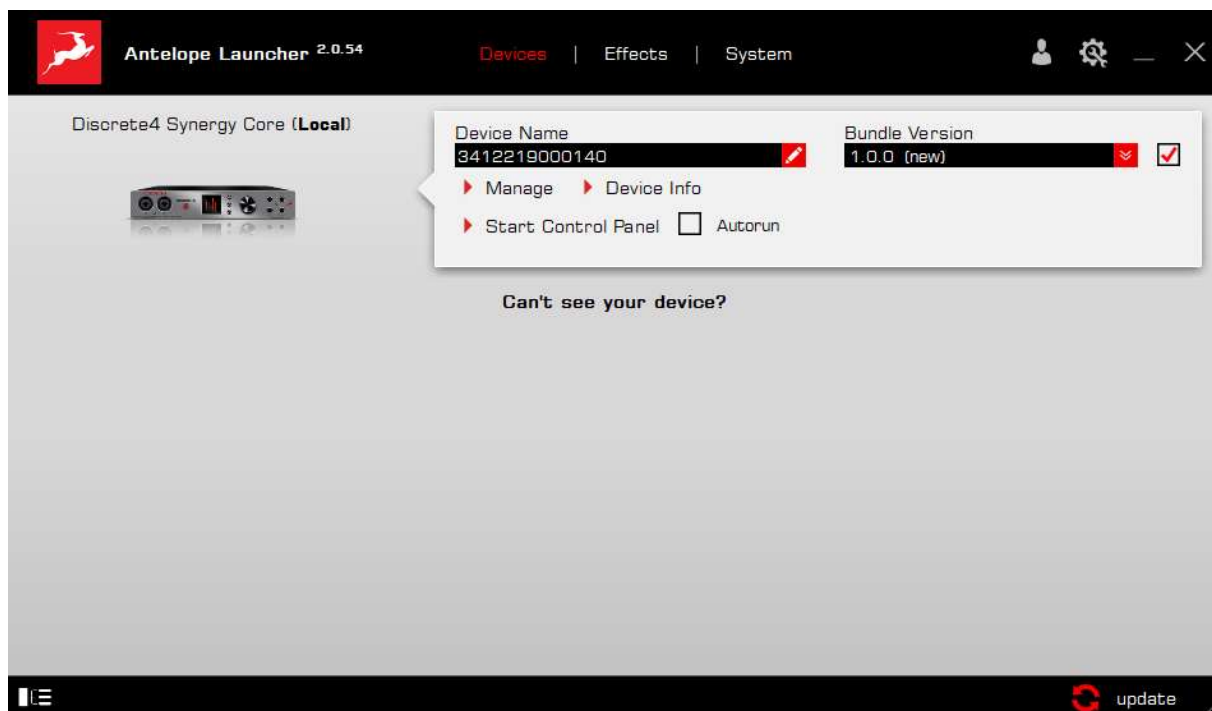 Antelope Launcher 2.0.54
Devices | Effects | System
Discrete4 Synergy Core (Local)
Device Name
3412219000140
Bundle Version
1.0.0 (new)
Manage Device Info
Start Control Panel Autorun
Can't see your device?
update